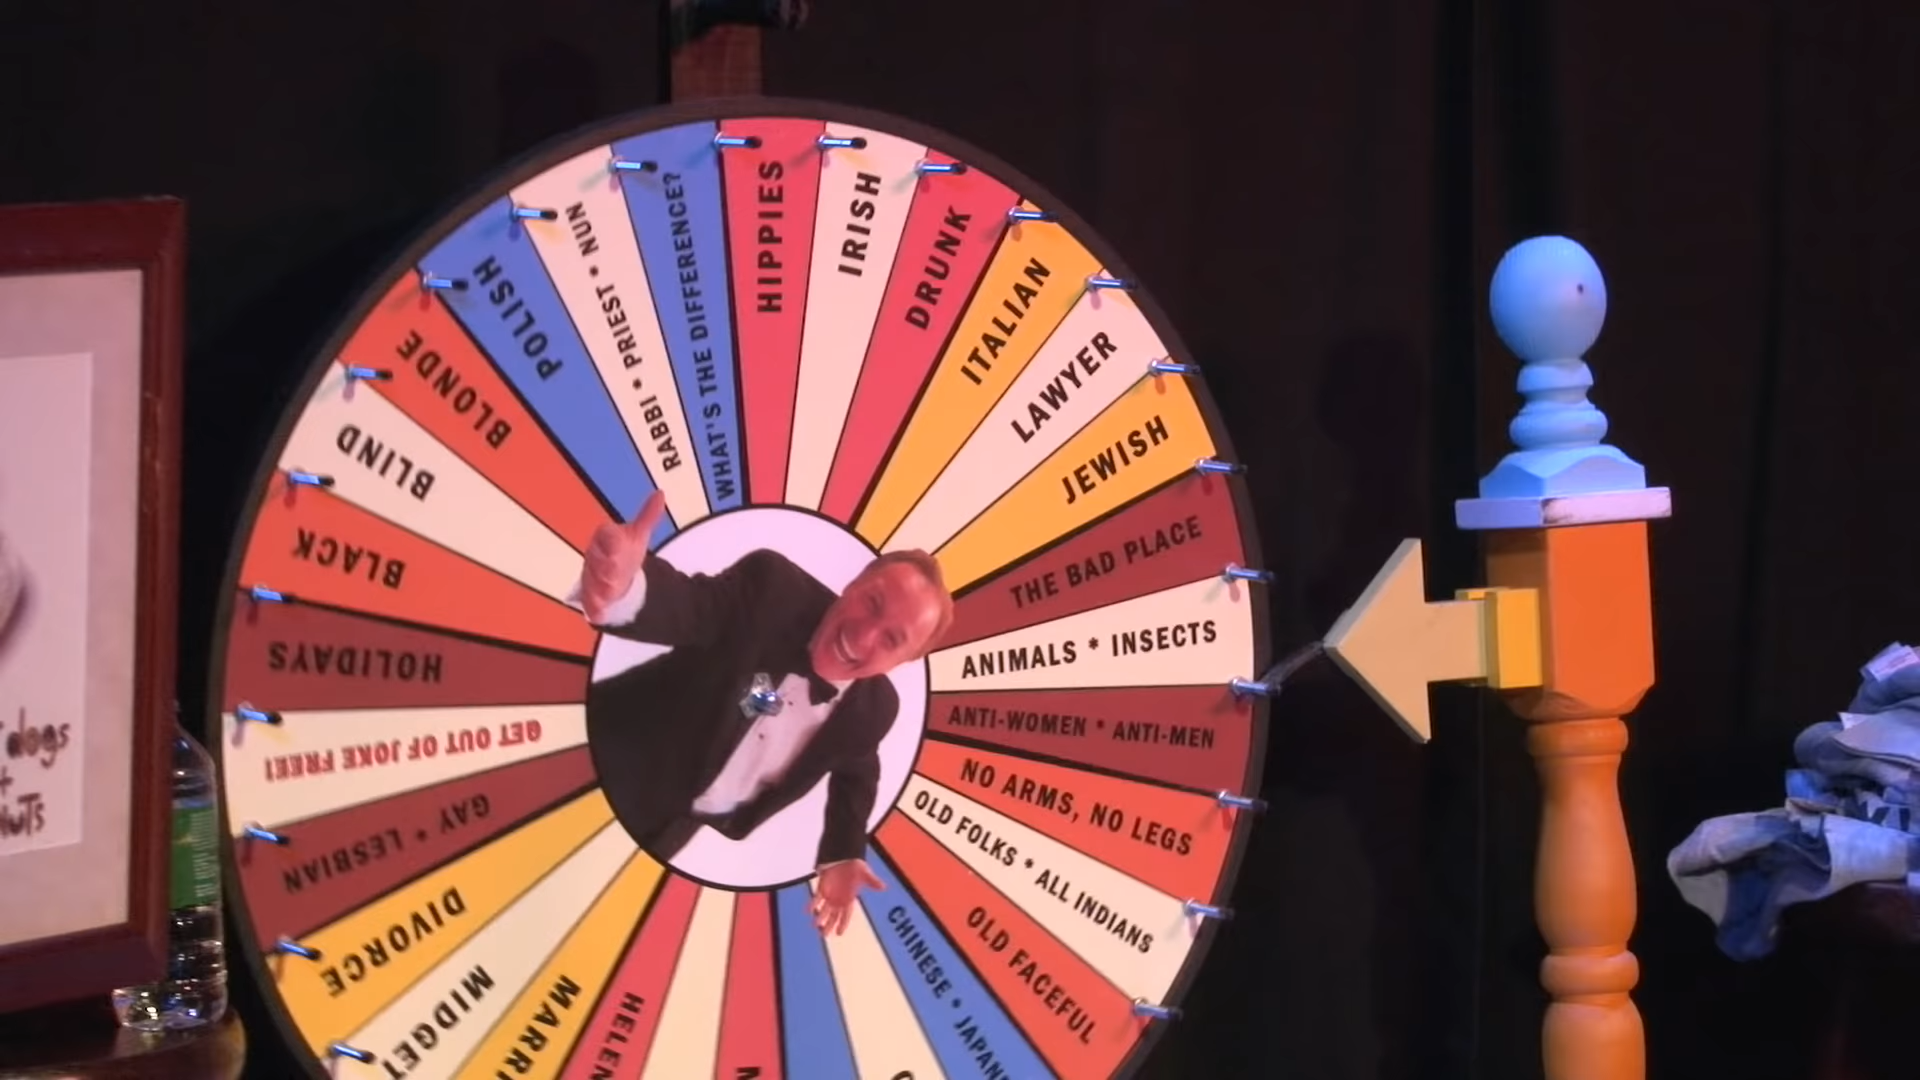 HIPPIES
IRISH
DRUNK
ITALIAN
LAWYER
JEWISH
THE BAD PLACE
ANIMALS * INSECTS
ANTI-WOMEN * ANTI-MEN
NO ARMS, NO LEGS
OLD FOLKS * ALL INDIANS
OLD FACEFUL
CHINESE * JAPAN
HELEN
MARR
MIDGET
DIVORCE
GAY * LESBIAN
GET OUT OF JOKE FREE!
HOLIDAYS
BLACK
BLIND
BLONDE
POLISH
RABBI * PRIEST * NUN
WHAT'S THE DIFFERENCE?
dogs
+